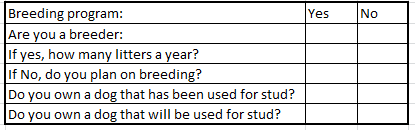 Breeding program: Yes No
Are you a breeder:
If yes, how many litters a year?
If No, do you plan on breeding?
Do you own a dog that has been used for stud?
Do you own a dog that will be used for stud?